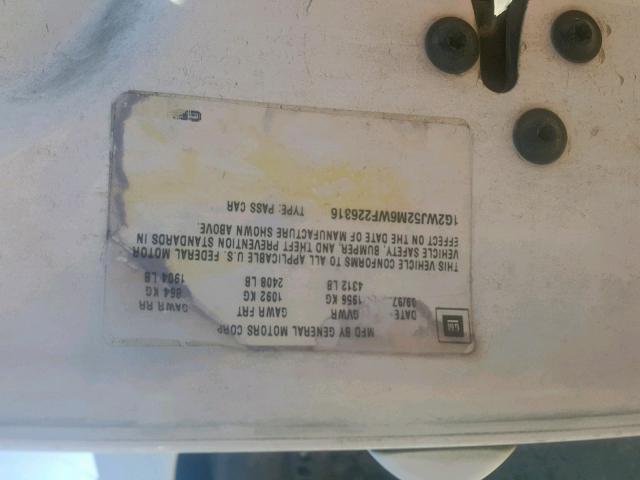 MFD BY GENERAL MOTORS CORP
DATE GVWR GAWR FRT GAWR RR
09/97 1956 KG 1092 KG 864 KG
4312 LB 2408 LB 1904 LB
THIS VEHICLE CONFORMS TO ALL APPLICABLE U.S. FEDERAL MOTOR
VEHICLE SAFETY, BUMPER, AND THEFT PREVENTION STANDARDS IN
EFFECT ON THE DATE OF MANUFACTURE SHOWN ABOVE.
1G2WJ52M6WF226316 TYPE: PASS CAR
GM